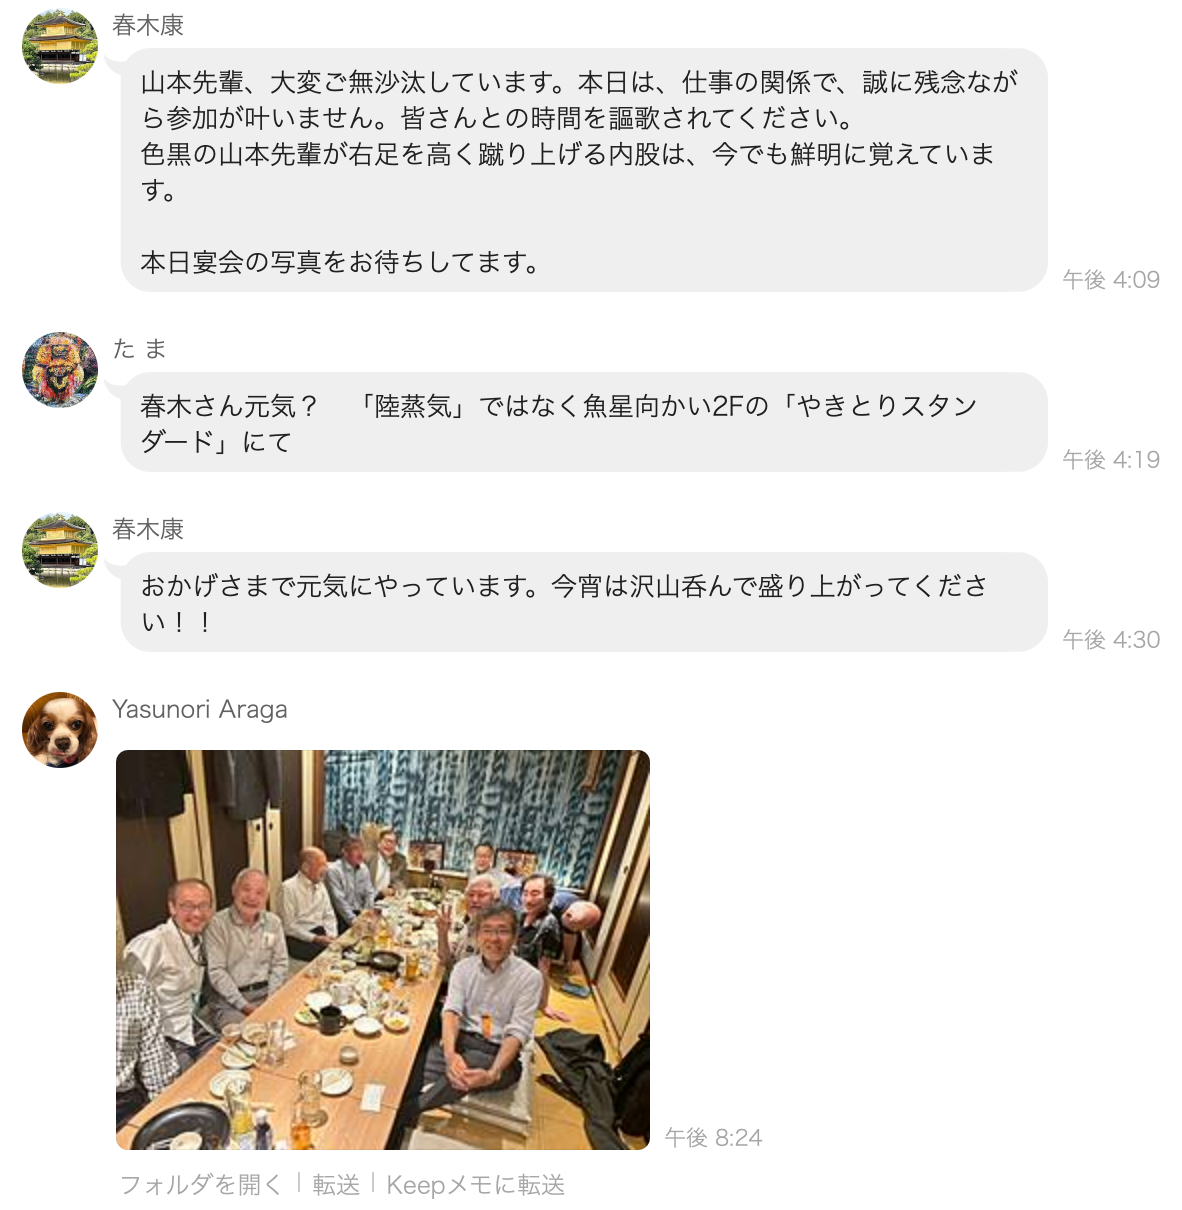 春木康
山本先輩、大変ご無沙汰しています。本日は、仕事の関係で、誠に残念なが
ら参加が叶いません。皆さんとの時間を謳歌されてください。
色黒の山本先輩が右足を高く蹴り上げる内股は、今でも鮮明に覚えていま
す。
本日宴会の写真をお待ちしてます。
午後 4:09
た ま
春木さん元気？　「陸蒸気」ではなく魚星向かい2Fの「やきとりスタン
ダード」にて
午後 4:19
春木康
おかげさまで元気にやっています。今宵は沢山呑んで盛り上がってくださ
い！！
午後 4:30
Yasunori Araga
午後 8:24
フォルダを開く｜転送｜Keepメモに転送